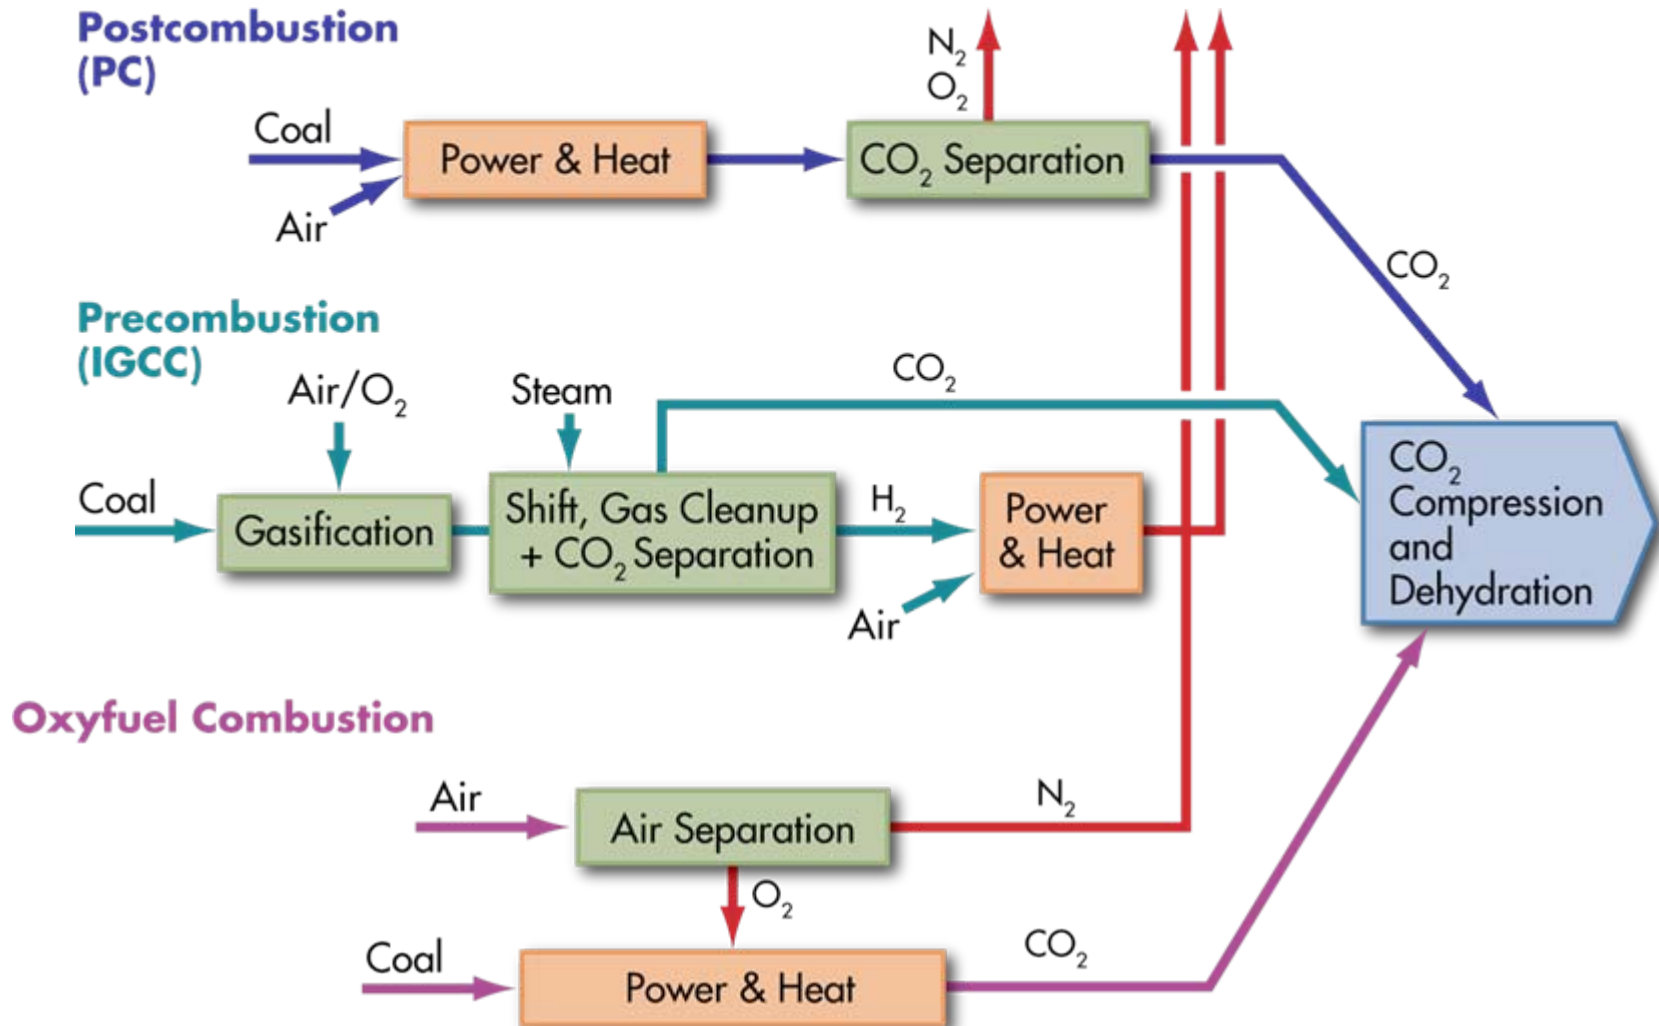 Postcombustion
(PC)
N₂
O₂
Coal
Power & Heat
CO₂ Separation
Air
CO₂
Precombustion
(IGCC)
Air/O₂
Steam
CO₂
Coal
Gasification
Shift, Gas Cleanup
+ CO₂ Separation
H₂
Power
& Heat
Air
CO₂
Compression
and
Dehydration
Oxyfuel Combustion
Air
Air Separation
N₂
O₂
Coal
Power & Heat
CO₂